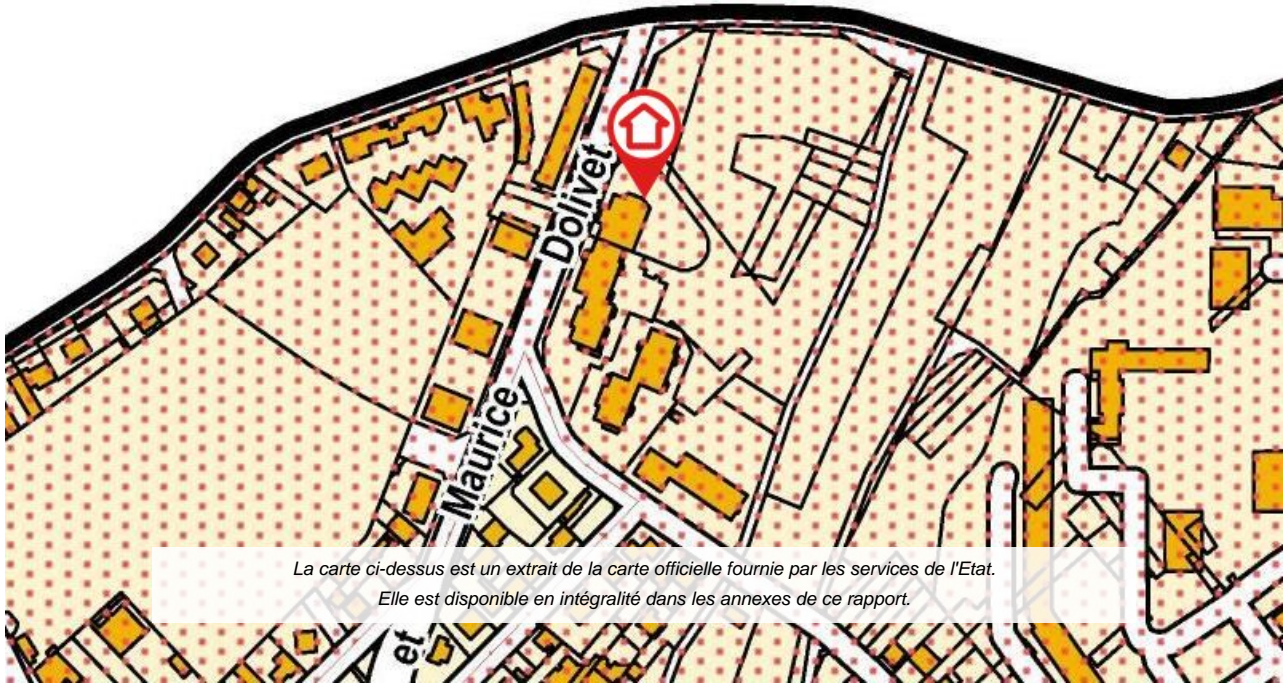 Dolivet
Maurice
et
La carte ci-dessus est un extrait de la carte officielle fournie par les services de l'Etat.
Elle est disponible en intégralité dans les annexes de ce rapport.